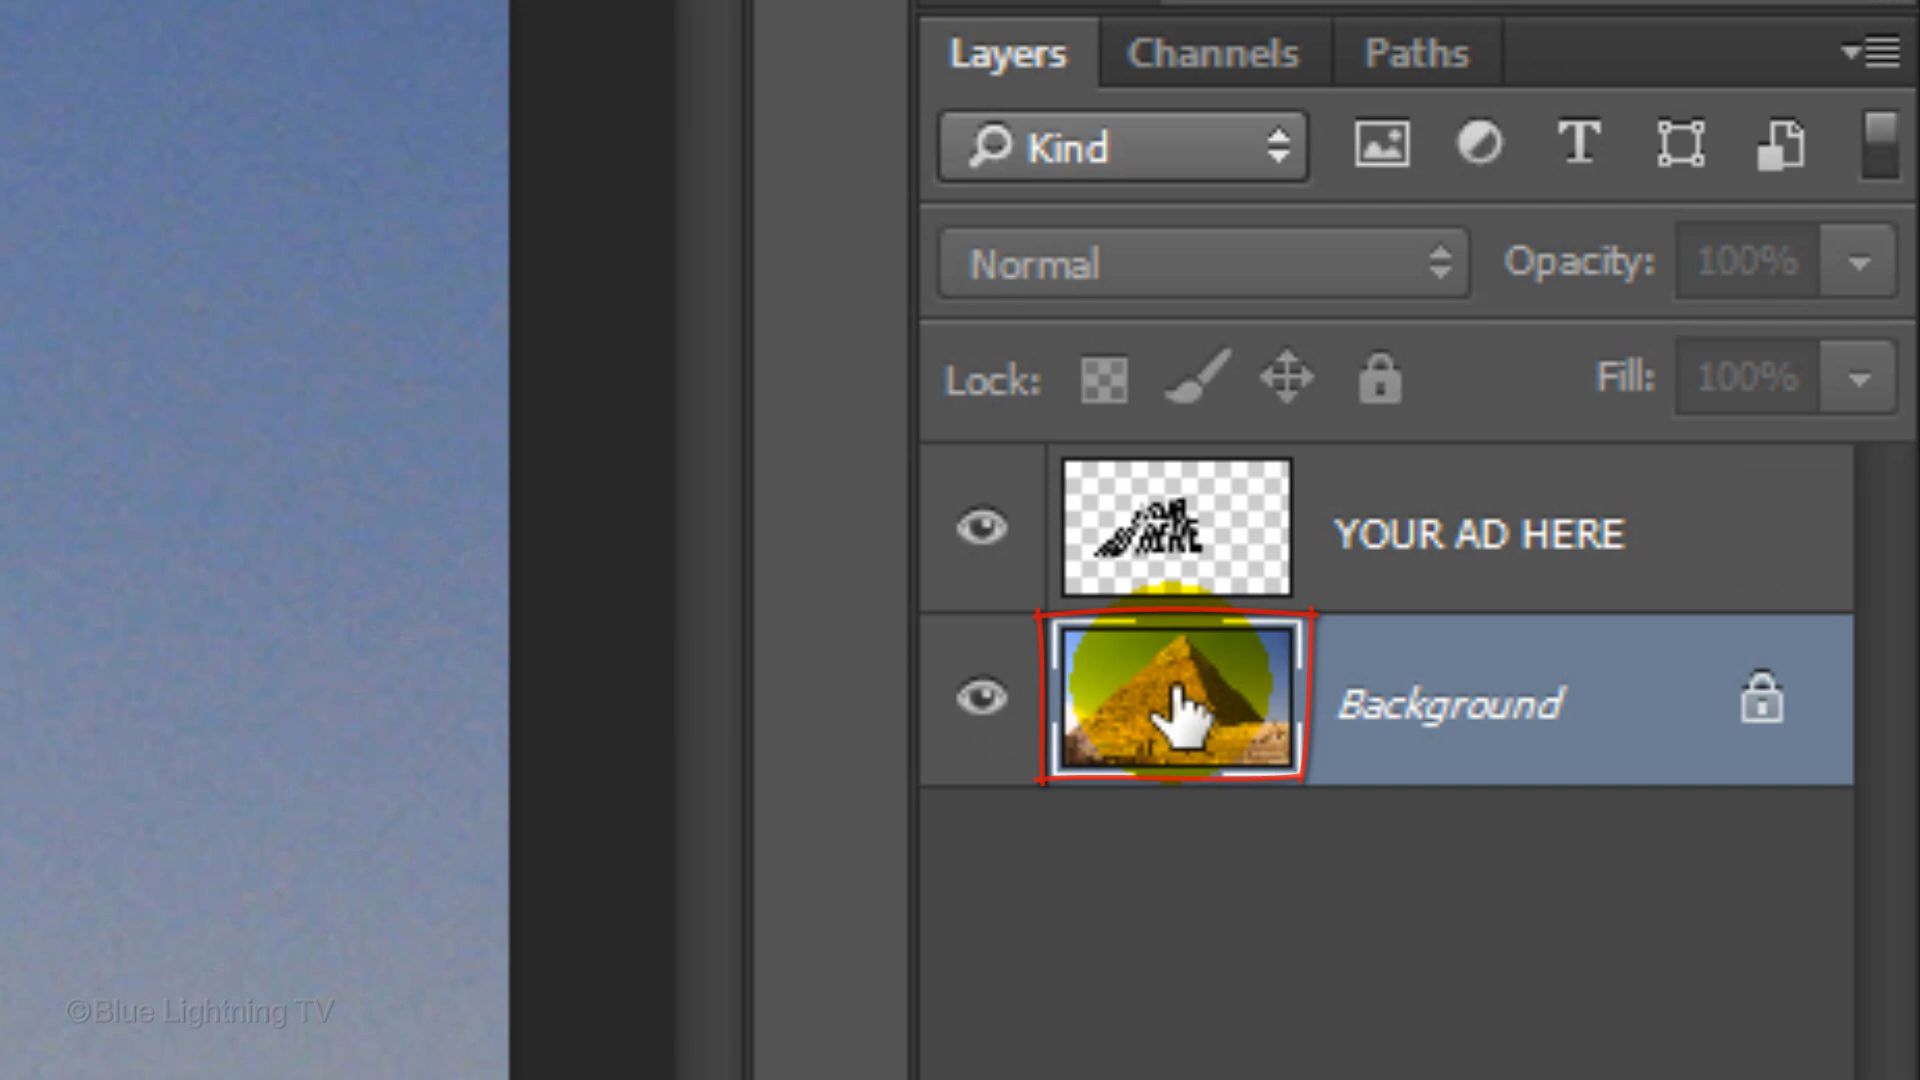 Layers Channels Paths
Kind
Normal Opacity: 100%
Lock: Fill: 100%
YOUR AD HERE
Background
©Blue Lightning TV